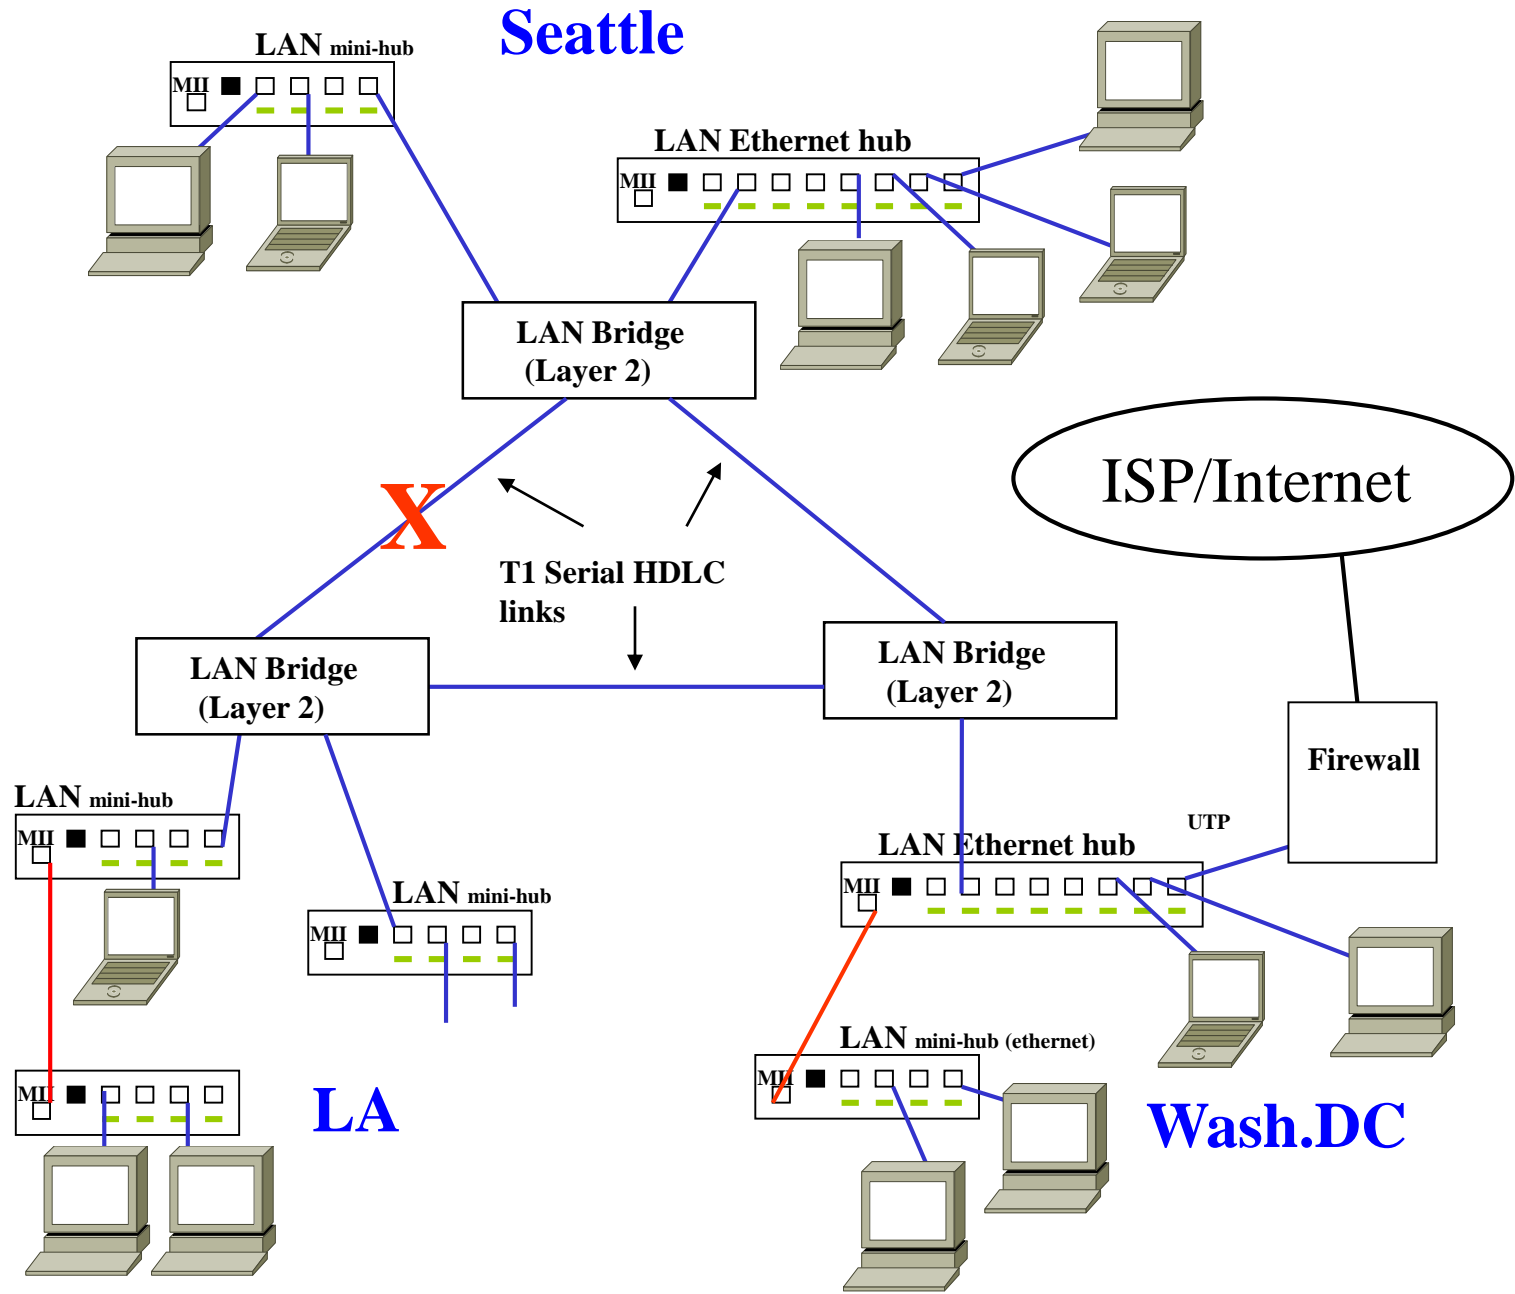 Seattle
LAN mini-hub
MII
LAN Ethernet hub
MII
LAN Bridge
(Layer 2)
ISP/Internet
X
T1 Serial HDLC
links
LAN Bridge
(Layer 2)
LAN Bridge
(Layer 2)
Firewall
LAN mini-hub
MII
UTP
LAN Ethernet hub
MII
LAN mini-hub
MII
LAN mini-hub (ethernet)
MII
MII
LA
Wash.DC